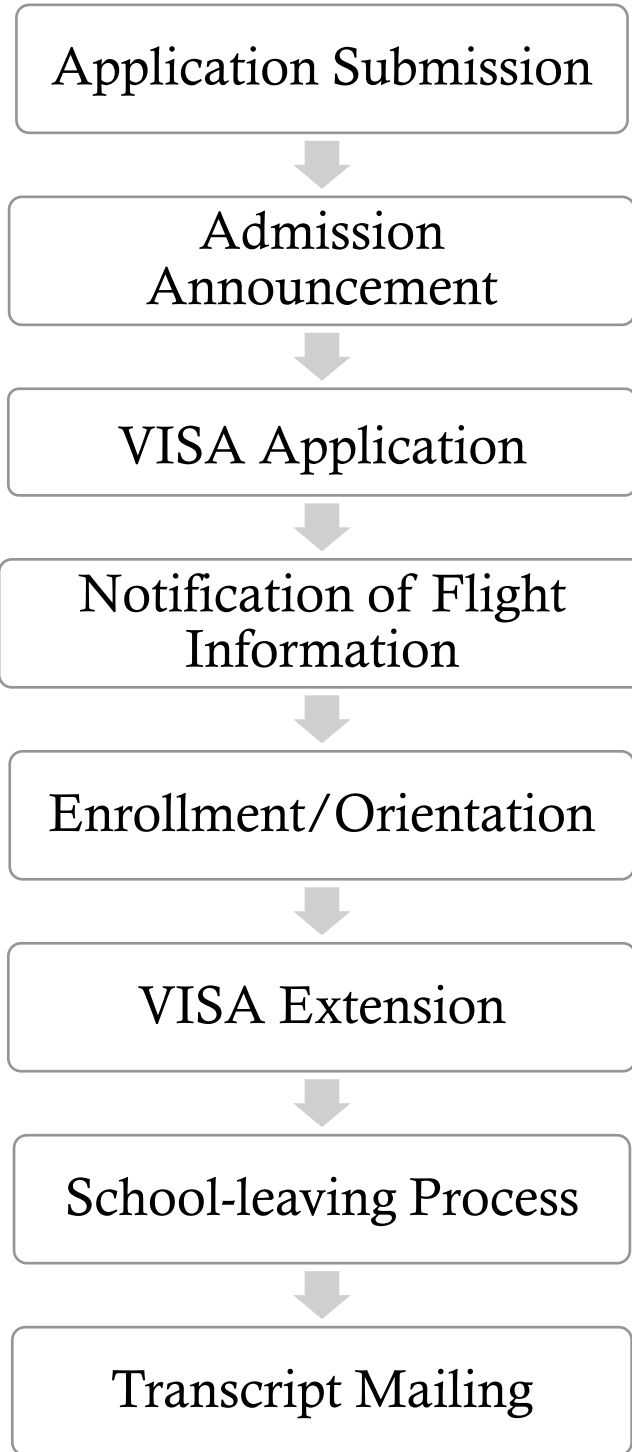 Application Submission
Admission
Announcement
VISA Application
Notification of Flight
Information
Enrollment/Orientation
VISA Extension
School-leaving Process
Transcript Mailing